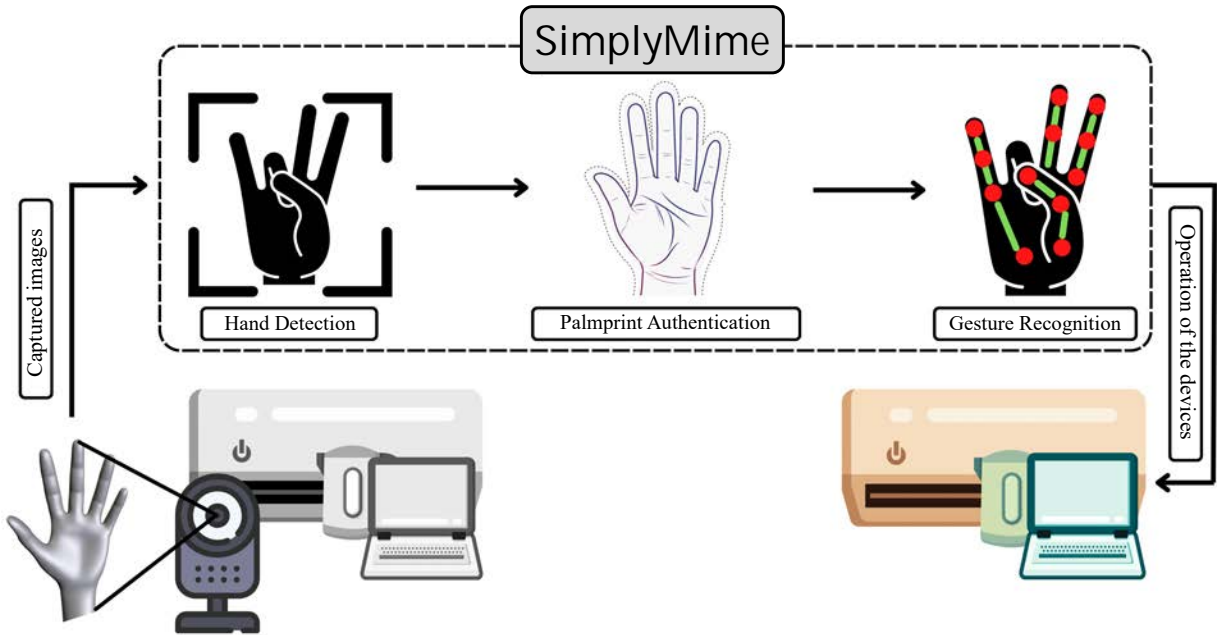 SimplyMime
Hand Detection
Palmprint Authentication
Gesture Recognition
Captured images
Operation of the devices